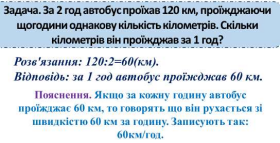 Задача. За 2 год автобус проїхав 120 км, проїжджаючи
щогодини однакову кількість кілометрів. Скільки
кілометрів він проїжджав за 1 год?
Розв'язання: 120:2=60(км).
Відповідь: за 1 год автобус проїжджав 60 км.
Пояснення. Якщо за кожну годину автобус
проїжджає 60 км, то говорять що він рухається зі
швидкістю 60 км за годину. Записують так:
60км/год.